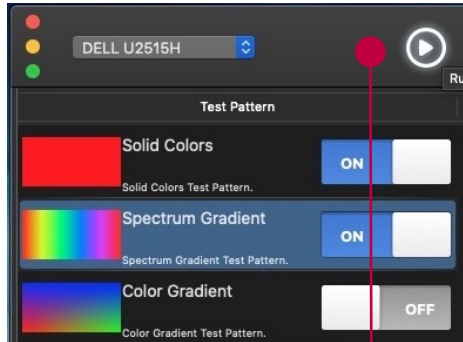 DELL U2515H
Ru
Test Pattern
Solid Colors
ON
Solid Colors Test Pattern.
Spectrum Gradient
ON
Spectrum Gradient Test Pattern.
Color Gradient
OFF
Color Gradient Test Pattern.